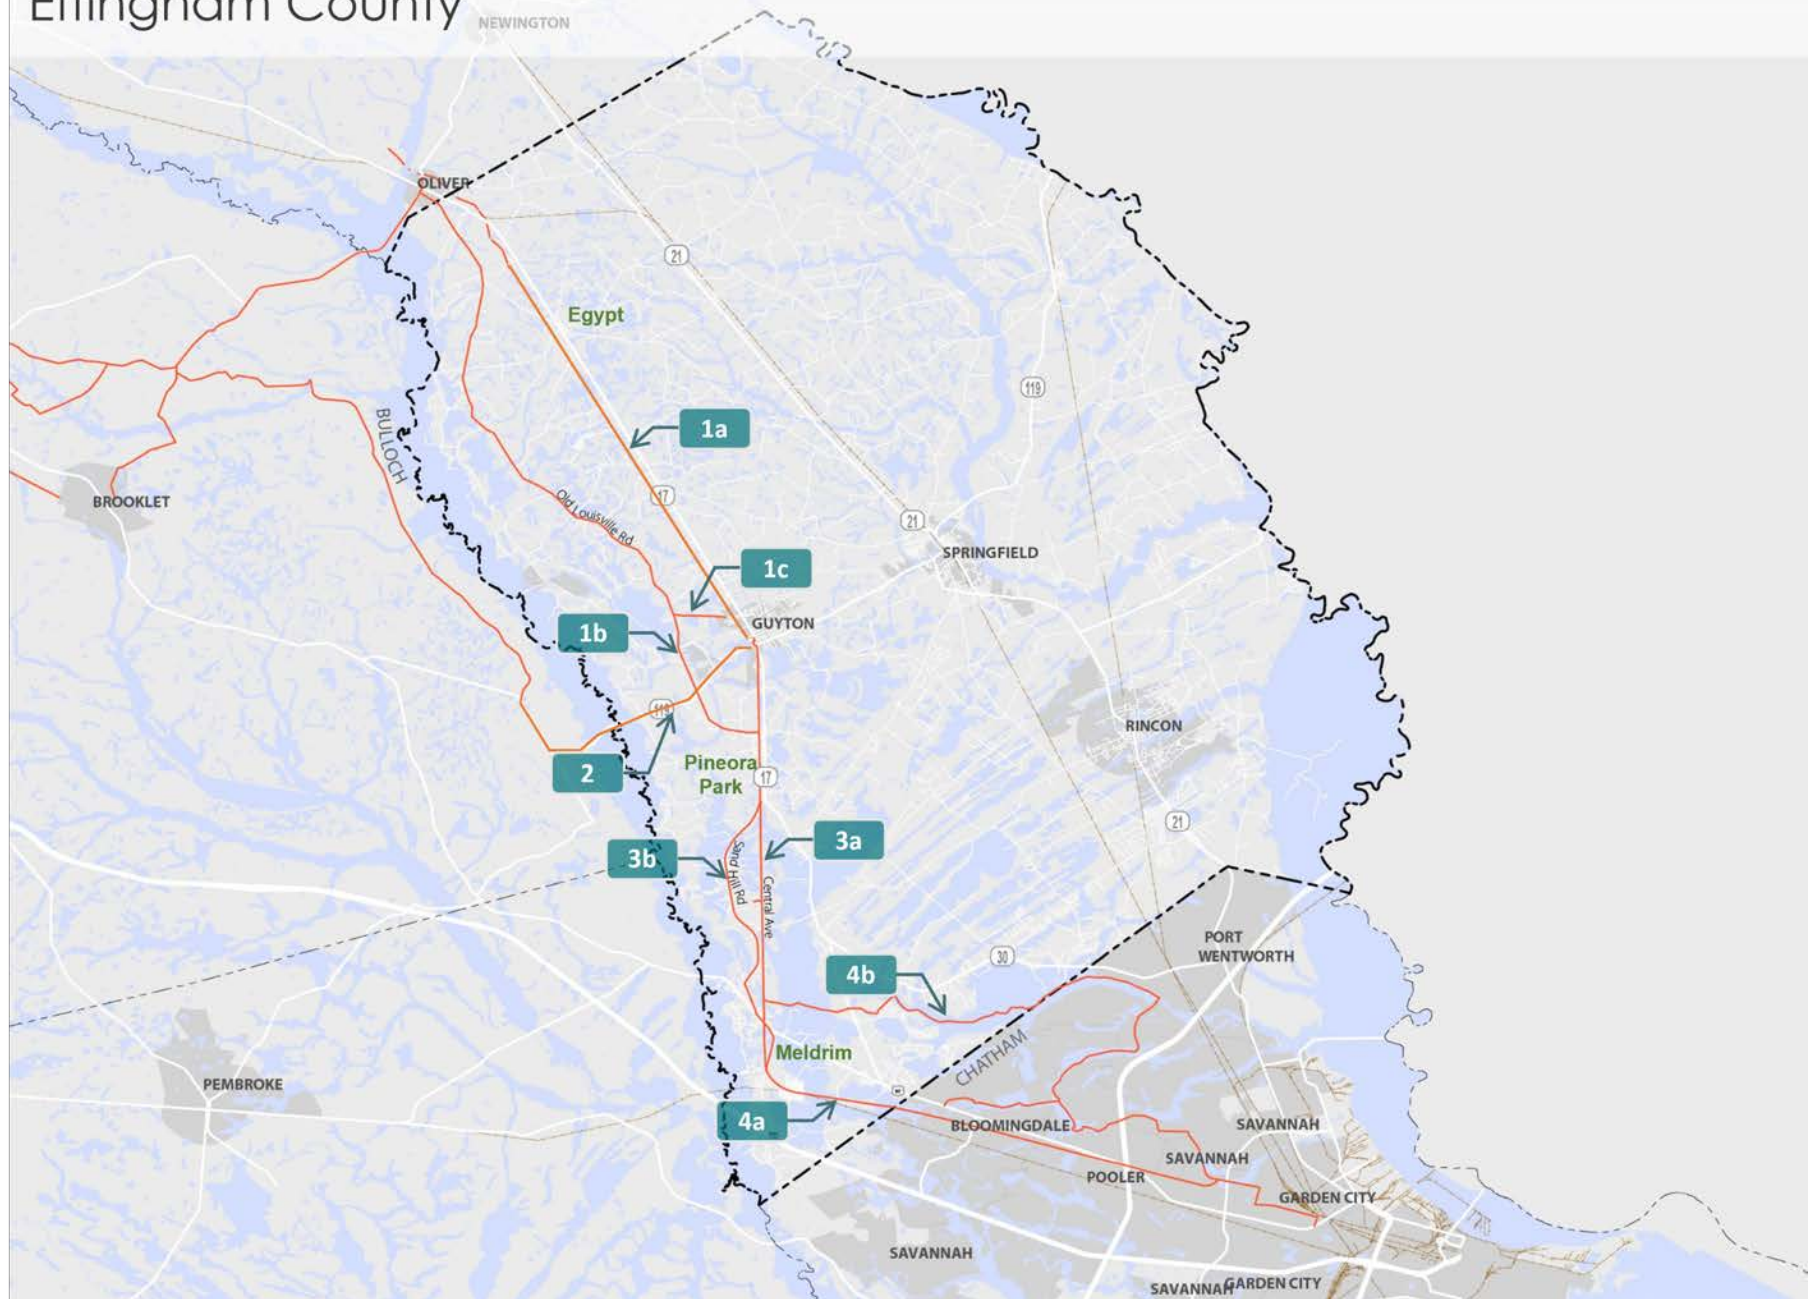 Effingham County
NEWINGTON
OLIVER
21
Egypt
119
1a
BULLOCH
BROOKLET
17
Old Louisville Rd
21
SPRINGFIELD
1c
GUYTON
1b
119
RINCON
2
Pineora
Park
17
21
3a
3b
Sand Hill Rd
Central Ave
PORT
WENTWORTH
30
4b
Meldrim
CHATHAM
PEMBROKE
4a
BLOOMINGDALE
SAVANNAH
SAVANNAH
POOLER
GARDEN CITY
SAVANNAH
SAVANNAH
GARDEN CITY